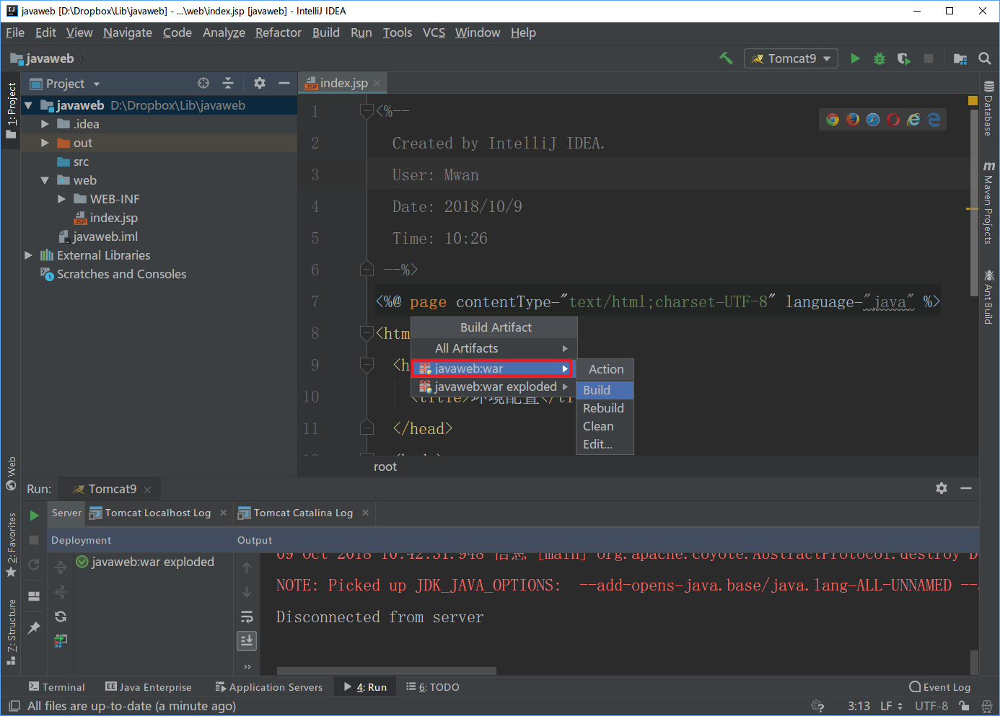 javaweb [D:\Dropbox\Lib\javaweb] - ...\web\index.jsp [javaweb] - IntelliJ IDEA
File Edit View Navigate Code Analyze Refactor Build Run Tools VCS Window Help
javaweb
Tomcat9
Project
index.jsp
1: Project
javaweb D:\Dropbox\Lib\javaweb
.idea
out
src
web
WEB-INF
index.jsp
javaweb.iml
External Libraries
Scratches and Consoles
1 <%--
2 Created by IntelliJ IDEA.
3 User: Mwan
4 Date: 2018/10/9
5 Time: 10:26
6 --%>
7 <%@ page contentType="text/html;charset=UTF-8" language="java" %>
8 <htm
9 <h
10 <title>环境配置</ti
11 </head>
Build Artifact
All Artifacts
javaweb:war
javaweb:war exploded
Action
Build
Rebuild
Clean
Edit...
root
Database
Maven Projects
Ant Build
Web
2: Favorites
7: Structure
Run: Tomcat9
Server Tomcat Localhost Log Tomcat Catalina Log
Deployment Output
javaweb:war exploded
09 Oct 2018 10:42:31.948 信息 [main] org.apache.coyote.AbstractProtocol.destroy
NOTE: Picked up JDK_JAVA_OPTIONS: --add-opens=java.base/java.lang=ALL-UNNAMED
Disconnected from server
Terminal Java Enterprise Application Servers 4: Run 6: TODO Event Log
All files are up-to-date (a minute ago) 3:13 LF UTF-8